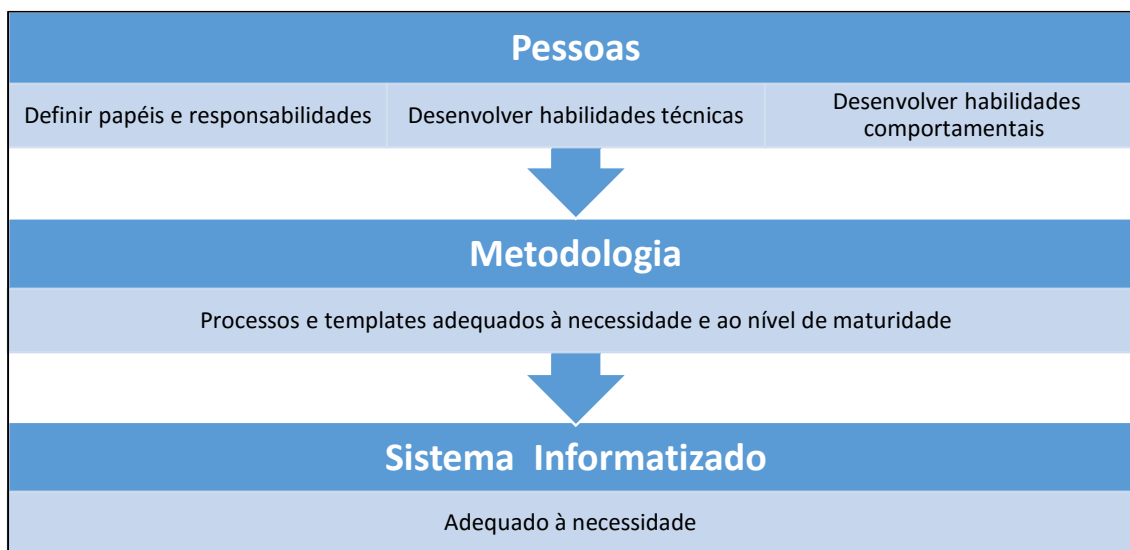 Pessoas
Definir papéis e responsabilidades
Desenvolver habilidades técnicas
Desenvolver habilidades
comportamentais
Metodologia
Processos e templates adequados à necessidade e ao nível de maturidade
Sistema Informatizado
Adequado à necessidade